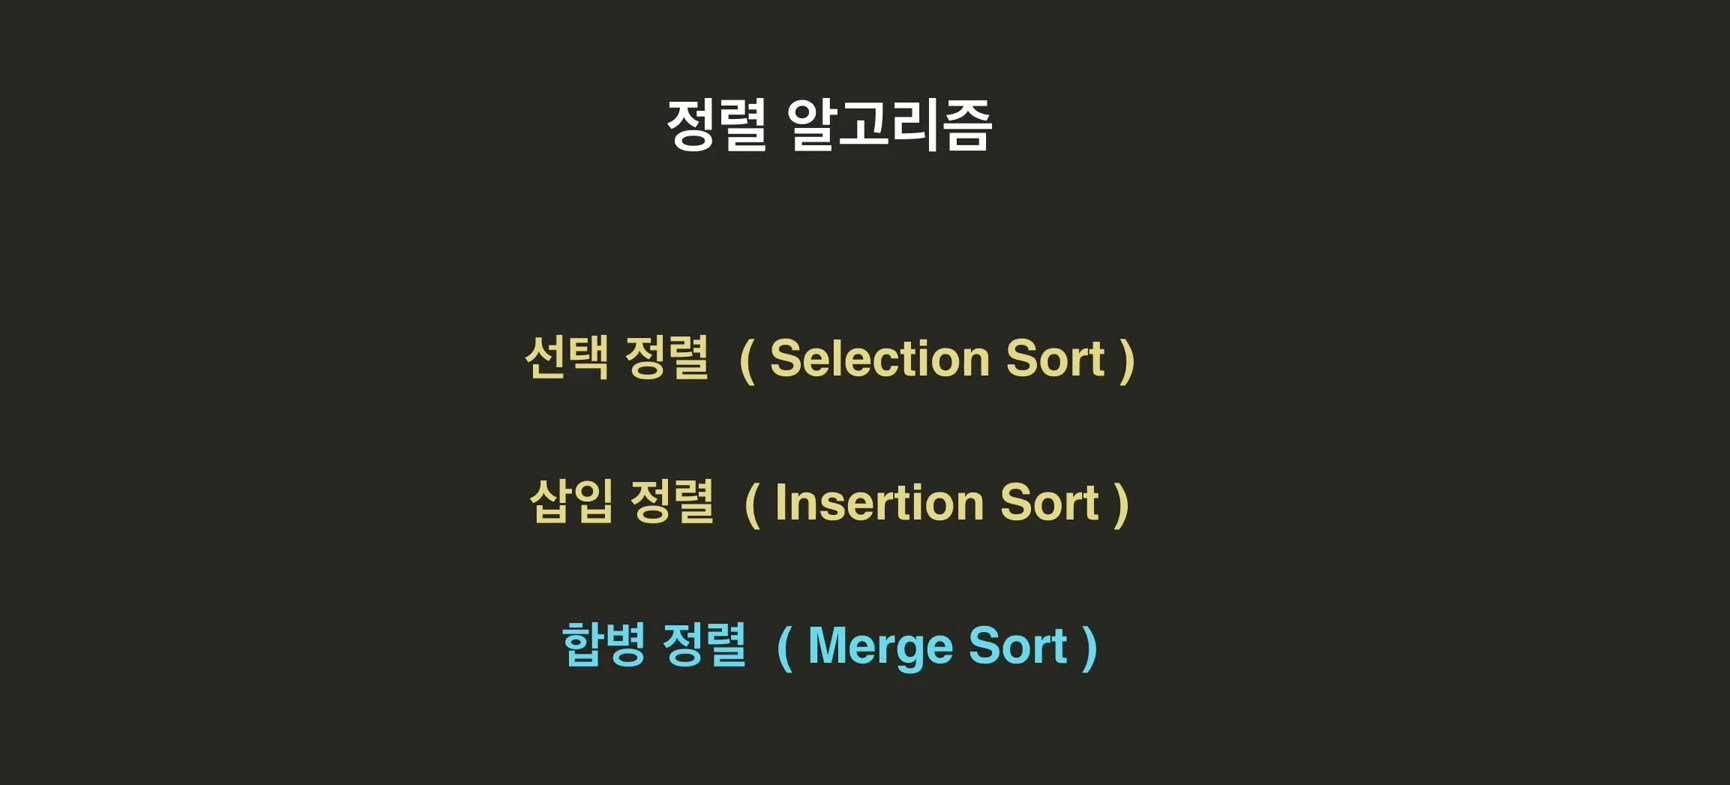 정렬 알고리즘
선택 정렬 ( Selection Sort )
삽입 정렬 ( Insertion Sort )
합병 정렬 ( Merge Sort )